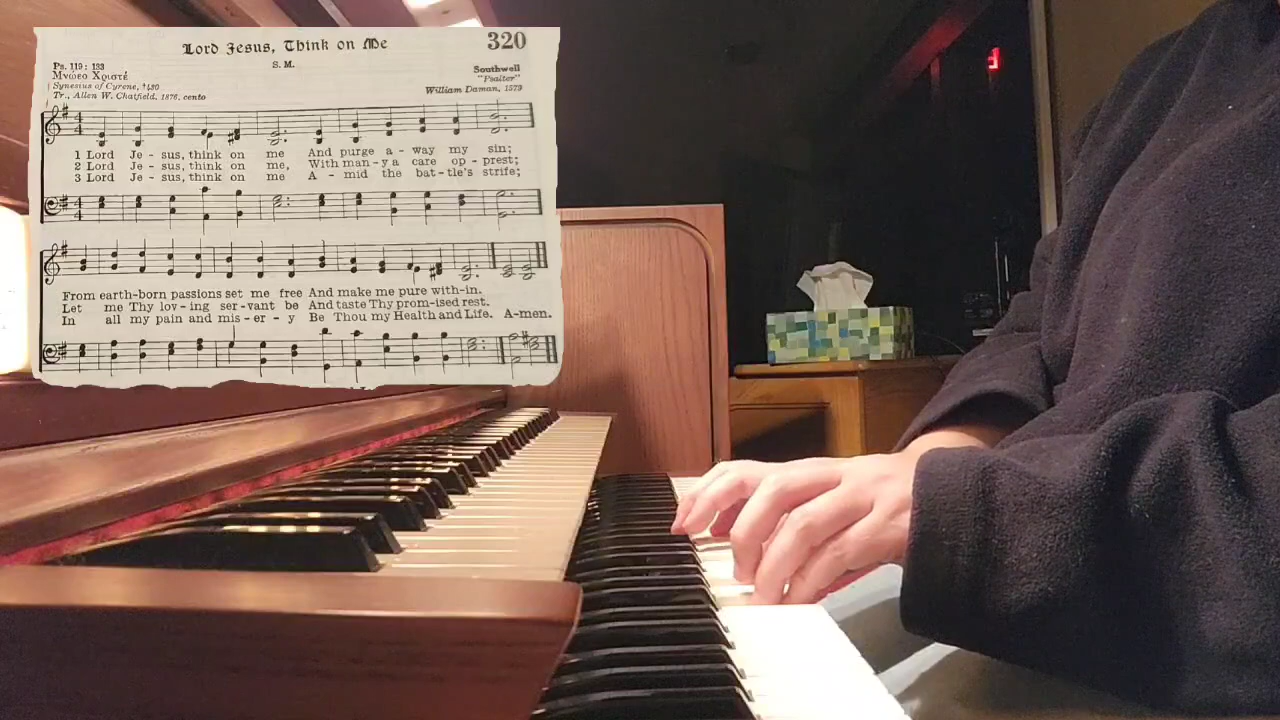 Lord Jesus, Think on Me 320
Ps. 119: 133 S. M.
Μνώεο Χριστέ Southwell
Synesius of Cyrene, †430 "Psalter"
Tr., Allen W. Chatfield, 1876, cento William Daman, 1579
1 Lord Je - sus, think on me And purge a - way my sin;
2 Lord Je - sus, think on me, With man - y a care op - prest;
3 Lord Je - sus, think on me A - mid the bat - tle's strife;
From earth-born passions set me free And make me pure with-in.
Let me Thy lov - ing ser - vant be And taste Thy prom-ised rest.
In all my pain and mis - er - y Be Thou my Health and Life. A-men.